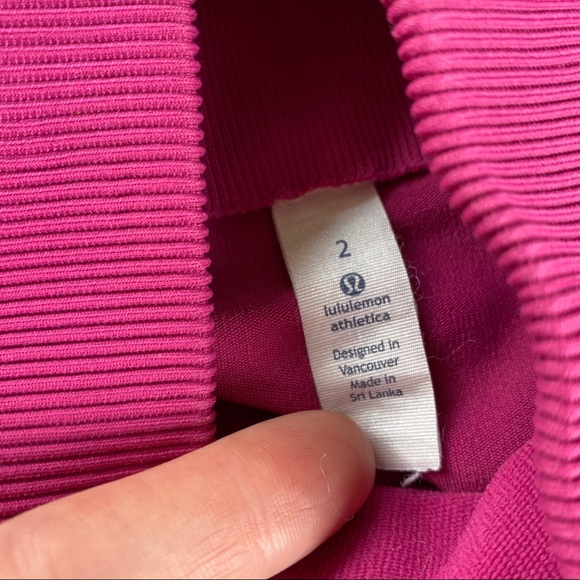 2
lululemon
athletica
Designed in
Vancouver
Made in
Sri Lanka